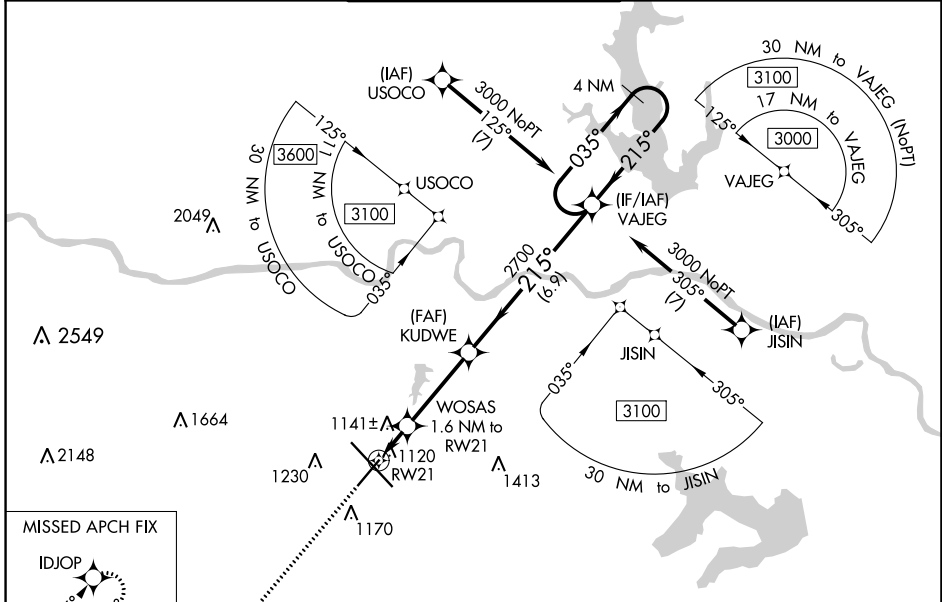 (IAF)
USOCO
3000 NoPT
125°
(7)
4 NM
035°
215°
(IF/IAF)
VAJEG
30 NM to VAJEG (NoPT)
3100
17 NM to VAJEG
3000
125°
VAJEG
305°
125°
3600
11 NM to USOCO
3100
USOCO
30 NM to USOCO
035°
2049
2700
215°
(6.9)
3000 NoPT
305°
(7)
(IAF)
JISIN
(FAF)
KUDWE
2549
JISIN
035°
305°
3100
30 NM to JISIN
WOSAS
1.6 NM to
RW21
1664
1141±
1120
RW21
2148
1230
1413
1170
MISSED APCH FIX
IDJOP